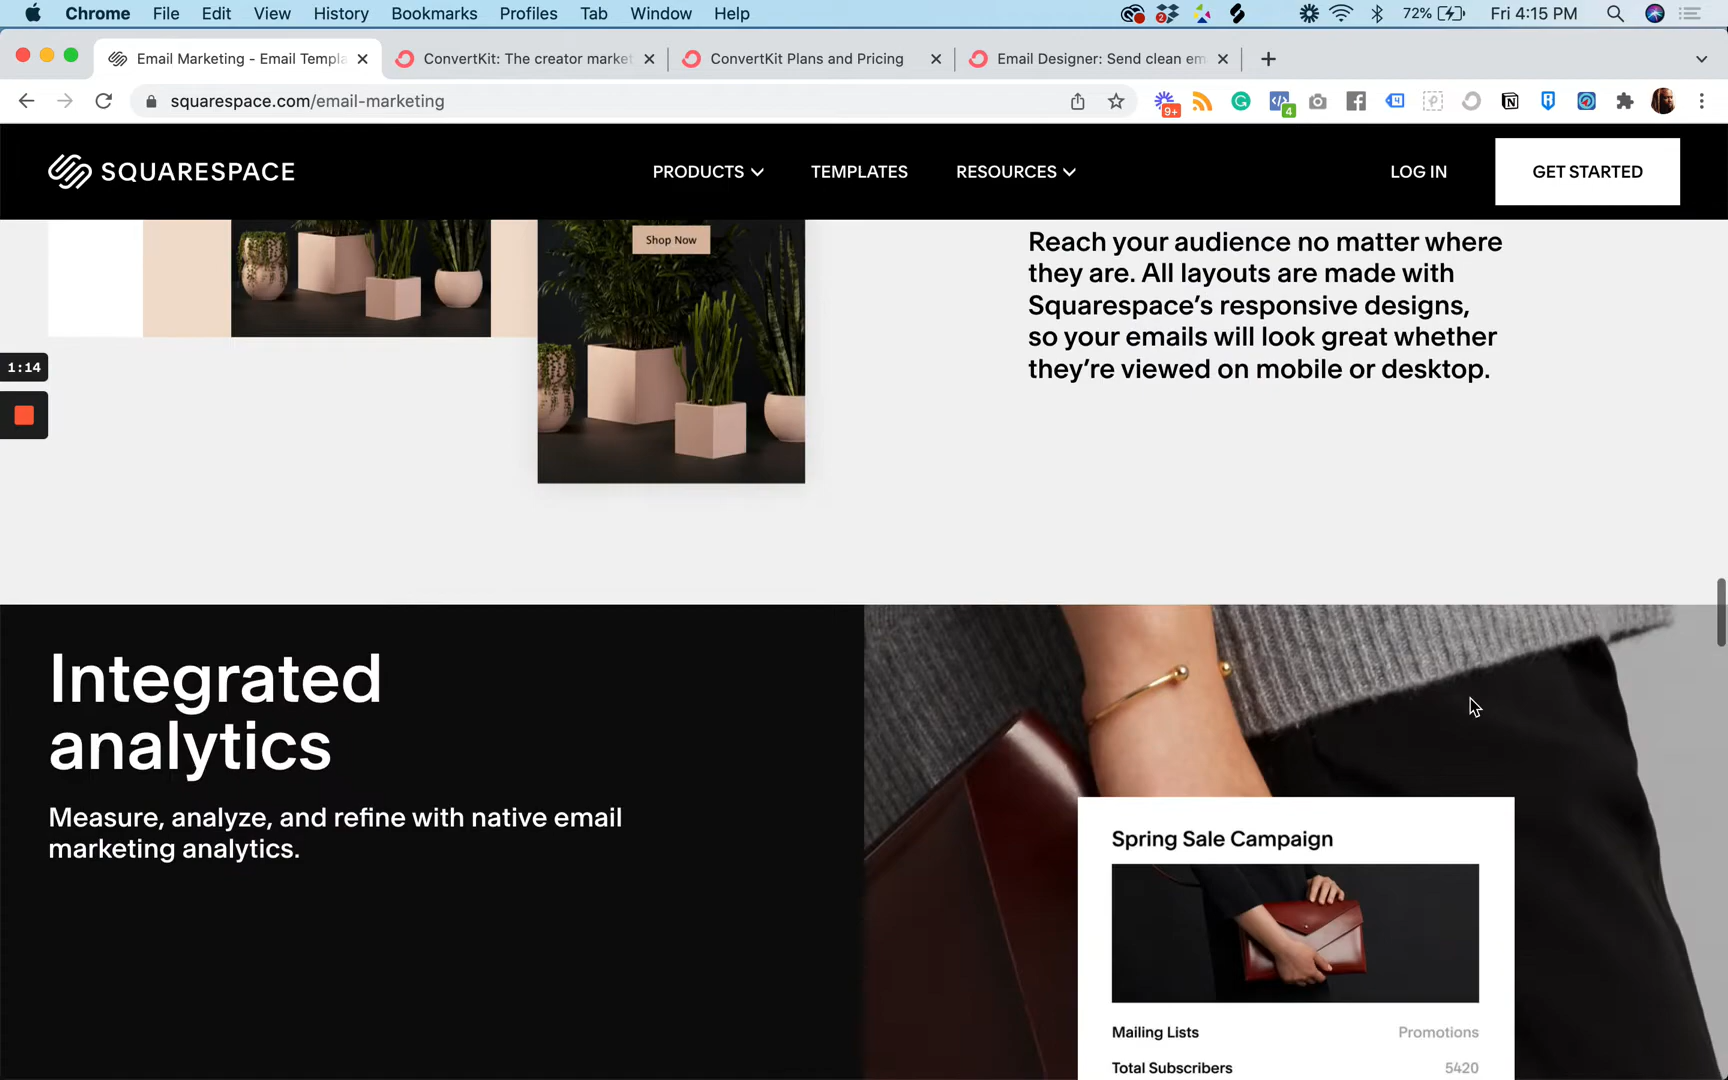 Chrome File Edit View History Bookmarks Profiles Tab Window Help 2 72% Fri 4:15 PM
Email Marketing - Email Templa ConvertKit: The creator market ConvertKit Plans and Pricing Email Designer: Send clean em
squarespace.com/email-marketing 9+ 4
SQUARESPACE PRODUCTS TEMPLATES RESOURCES LOG IN GET STARTED
Shop Now
Reach your audience no matter where
they are. All layouts are made with
Squarespace’s responsive designs,
so your emails will look great whether
they’re viewed on mobile or desktop.
1:14
Integrated
analytics
Measure, analyze, and refine with native email
marketing analytics.
Spring Sale Campaign
Mailing Lists Promotions
Total Subscribers 5420